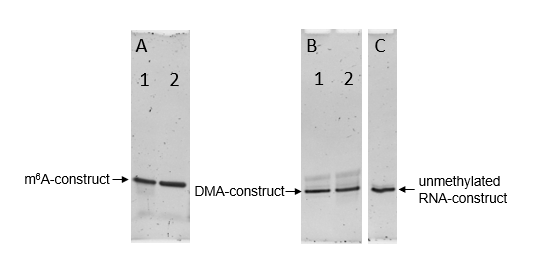 A
B
C
1 2
1 2
m⁶A-construct
DMA-construct
unmethylated
RNA-construct